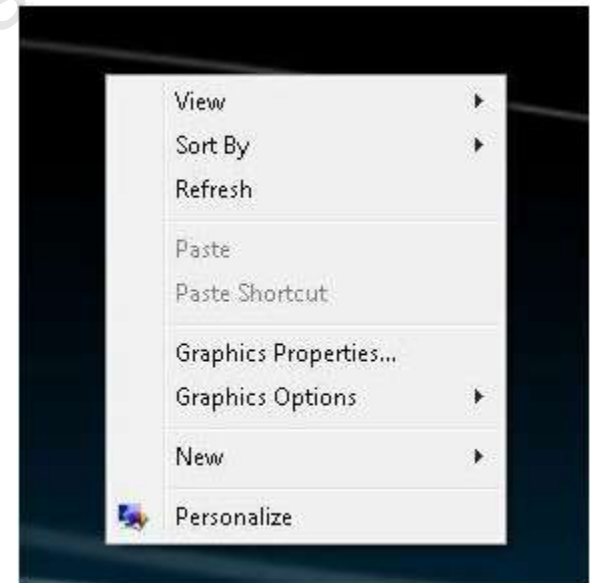 View
Sort By
Refresh
Paste
Paste Shortcut
Graphics Properties...
Graphics Options
New
Personalize